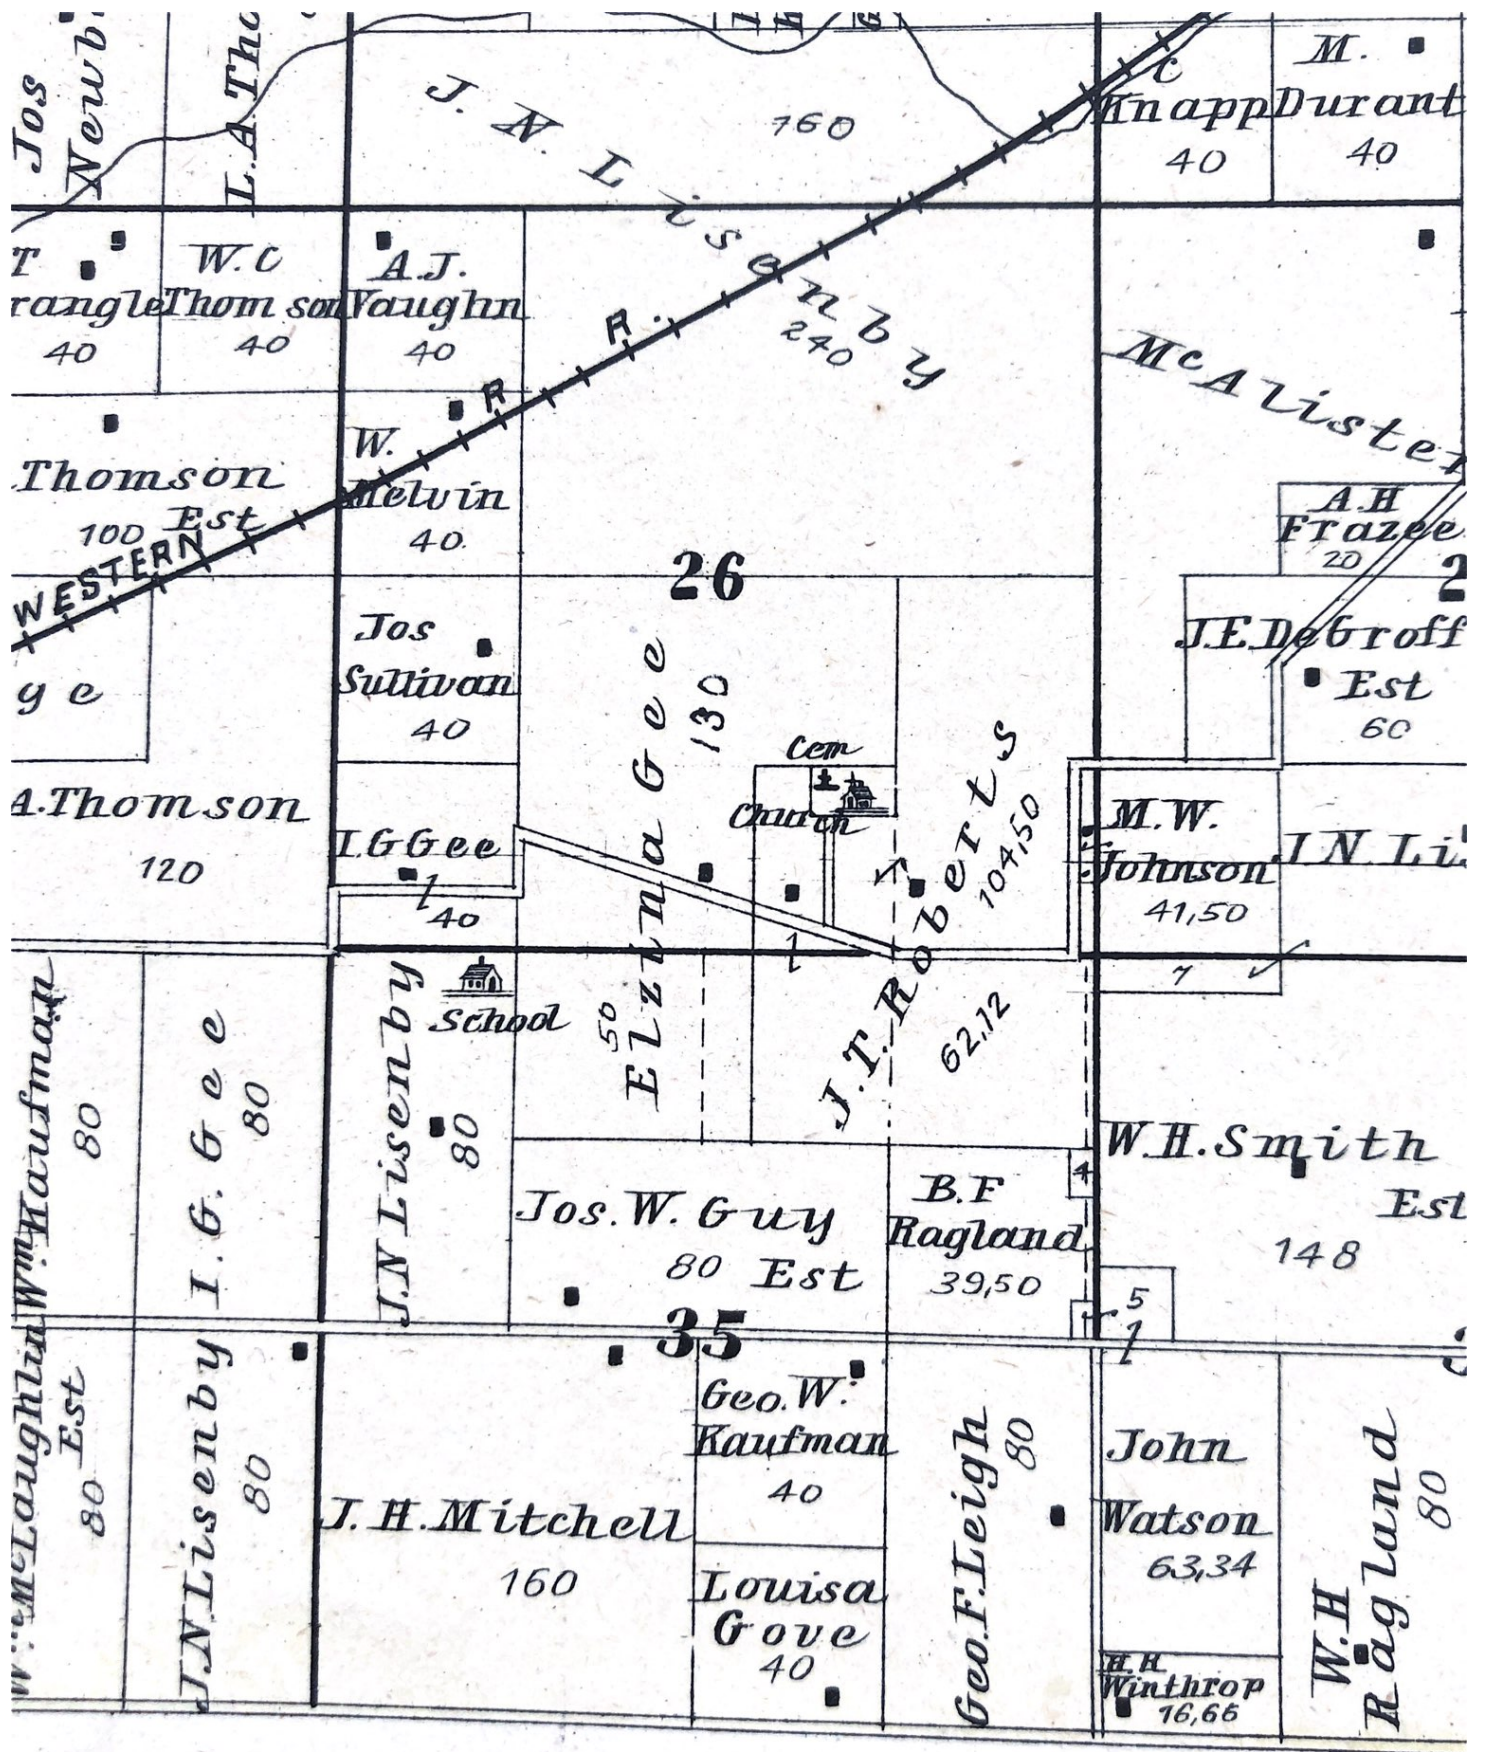 Jos
Newb
L.A. Tho
J. N. Lisenby
160
C
Knapp
40
M.
Durant
40
T
rangle
40
W. C
Thomson
40
A. J.
Vaughn
40
R. R.
240
McAlister
Thomson
Est
100
WESTERN
W.
Melvin
40.
26
A. H
Frazee
20
2
J. E. DeGroff
Est
60
ge
Jos
Sullivan
40
Elzina Gee
130
50
Cem
Church
J. T. Roberts
104,50
62,12
A. Thomson
120
I. G Gee
40
1
M. W.
Johnson
41,50
J N Lis
7
School
Wm Kaufman
80
I. G. Gee
80
J. N Lisenby
80
Jos. W. Guy
80 Est
B. F
Ragland
39,50
4
W. H. Smith
Est
148
5
35
McLaughlin
Est
80
J. N Lisenby
80
J. H. Mitchell
160
Geo. W.
Kaufman
40
Louisa
Gove
40
Geo. F. Leigh
80
John
Watson
63,34
H. H.
Winthrop
16,66
W. H
Ragland
80